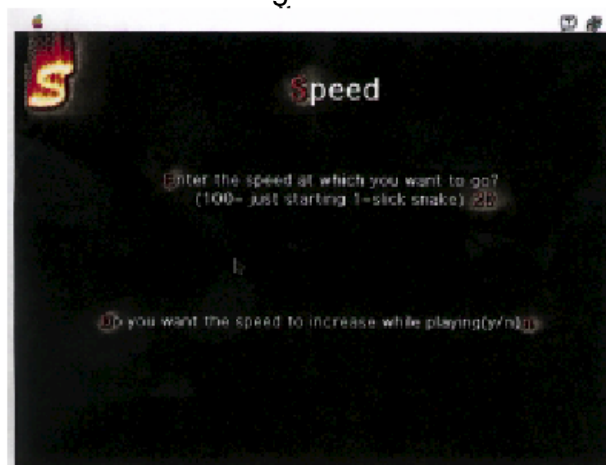 S
Speed
Enter the speed at which you want to go?
(100- just starting 1-slick snake)
Do you want the speed to increase while playing(y/n)